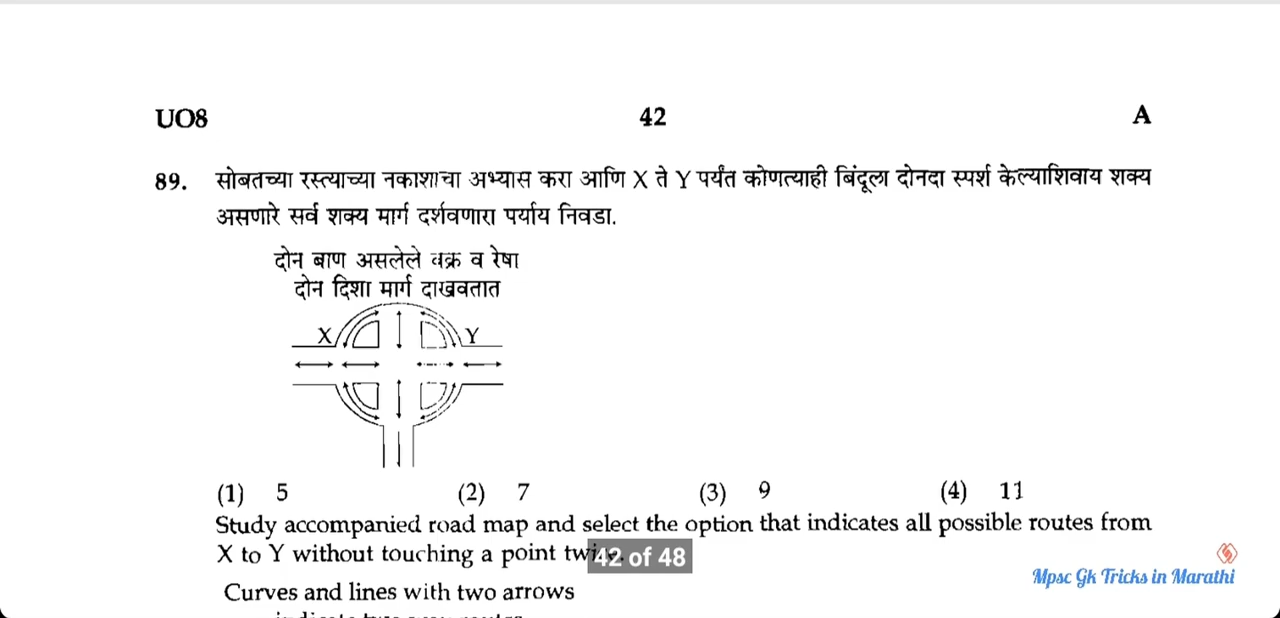 UO8 42 A
89. सोबतच्या रस्त्याच्या नकाशाचा अभ्यास करा आणि X ते Y पर्यंत कोणत्याही बिंदूला दोनदा स्पर्श केल्याशिवाय शक्य
असणारे सर्व शक्य मार्ग दर्शवणारा पर्याय निवडा.
दोन बाण असलेले वक्र व रेषा
दोन दिशा मार्ग दाखवतात
X Y
(1) 5 (2) 7 (3) 9 (4) 11
Study accompanied road map and select the option that indicates all possible routes from
X to Y without touching a point
42 of 48
Mpsc Gk Tricks in Marathi
Curves and lines with two arrows